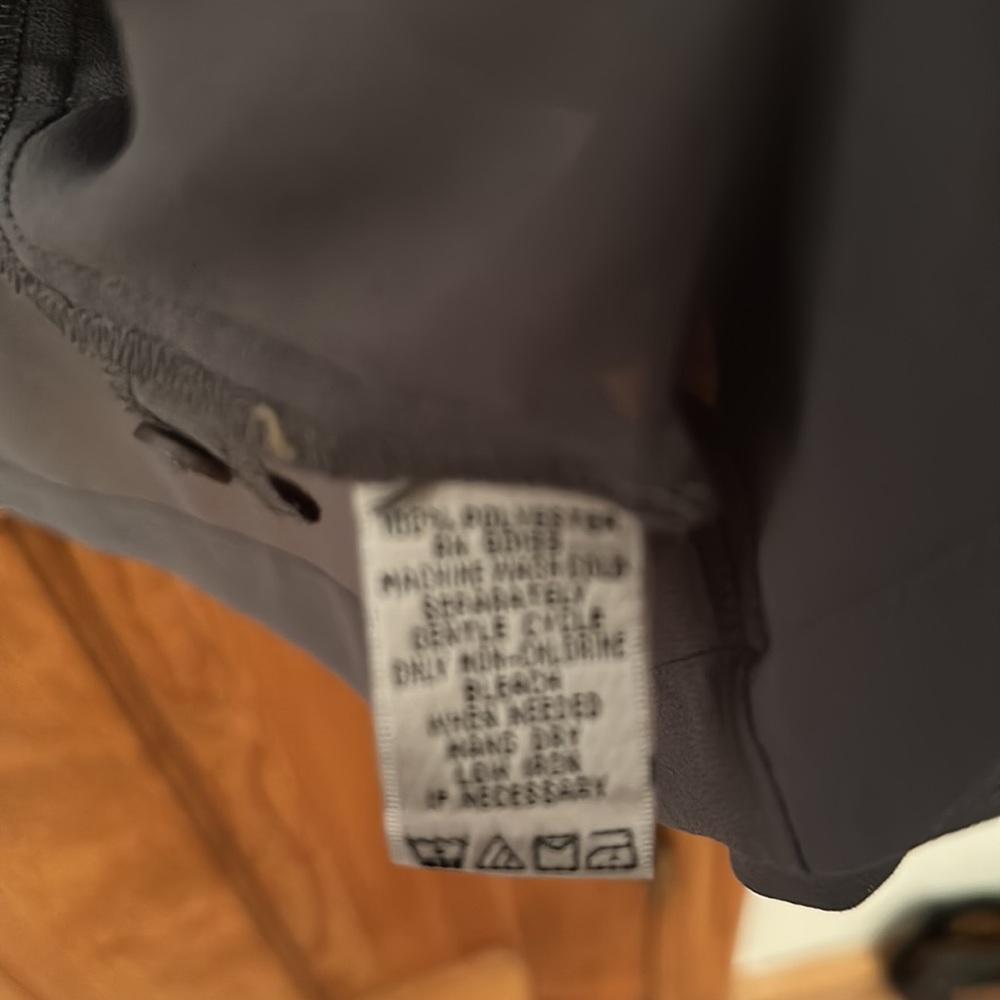 100% POLYESTER
MACHINE WASH COLD
SEPARATELY
GENTLE CYCLE
ONLY NON-CHLORINE
BLEACH
WHEN NEEDED
HANG DRY
LOW IRON
IF NECESSARY